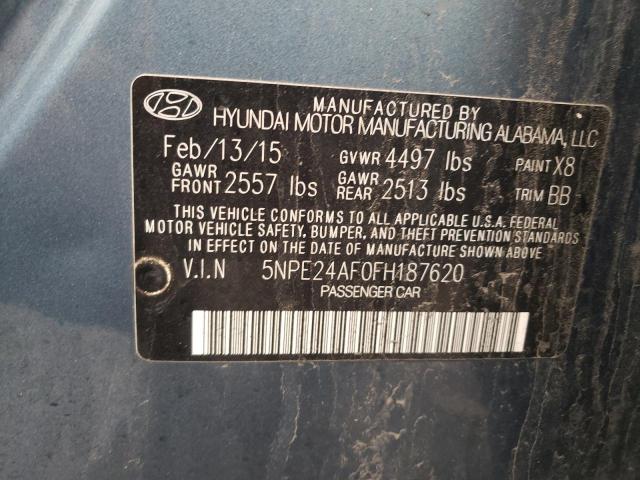 MANUFACTURED BY
HYUNDAI MOTOR MANUFACTURING ALABAMA, LLC
Feb/13/15 GVWR 4497 lbs PAINT X8
GAWR FRONT 2557 lbs GAWR REAR 2513 lbs TRIM BB
THIS VEHICLE CONFORMS TO ALL APPLICABLE U.S.A. FEDERAL
MOTOR VEHICLE SAFETY, BUMPER, AND THEFT PREVENTION STANDARDS
IN EFFECT ON THE DATE OF MANUFACTURE SHOWN ABOVE
V.I.N 5NPE24AF0FH187620
PASSENGER CAR